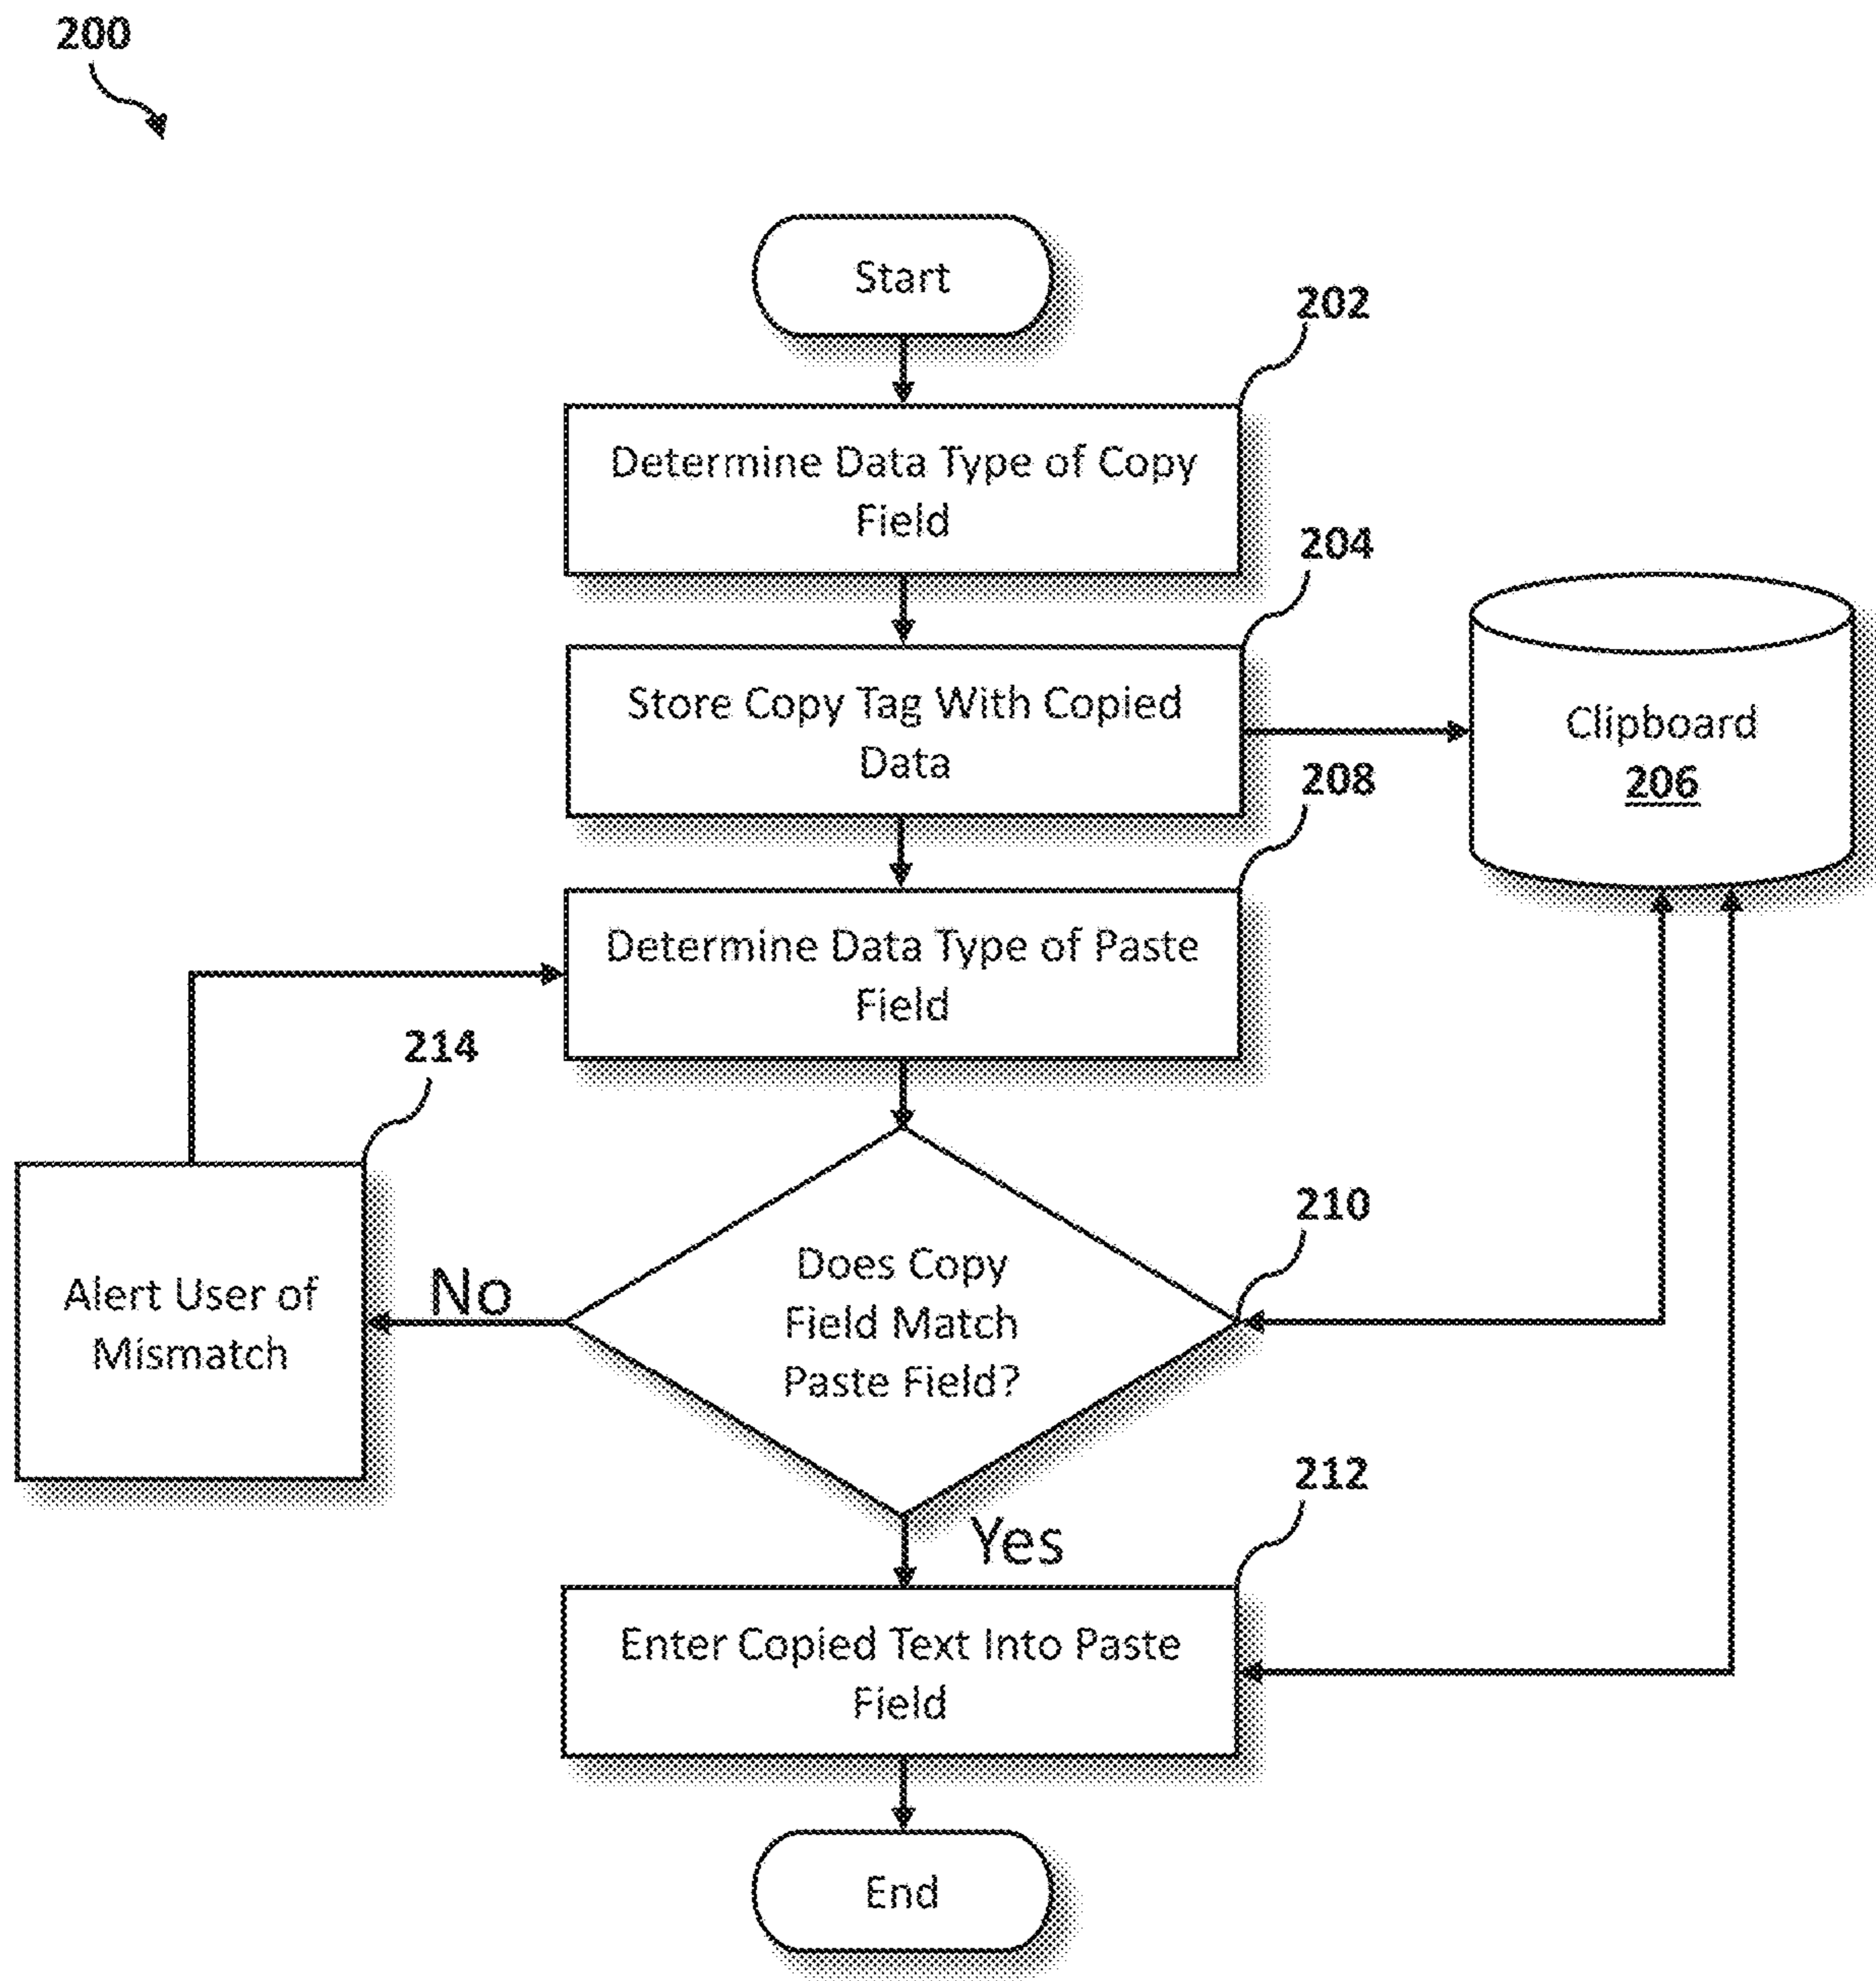 200
Start
202
Determine Data Type of Copy
Field
204
Store Copy Tag With Copied
Data
Clipboard
206
208
Determine Data Type of Paste
Field
214
Alert User of
Mismatch
No
210
Does Copy
Field Match
Paste Field?
Yes
212
Enter Copied Text Into Paste
Field
End